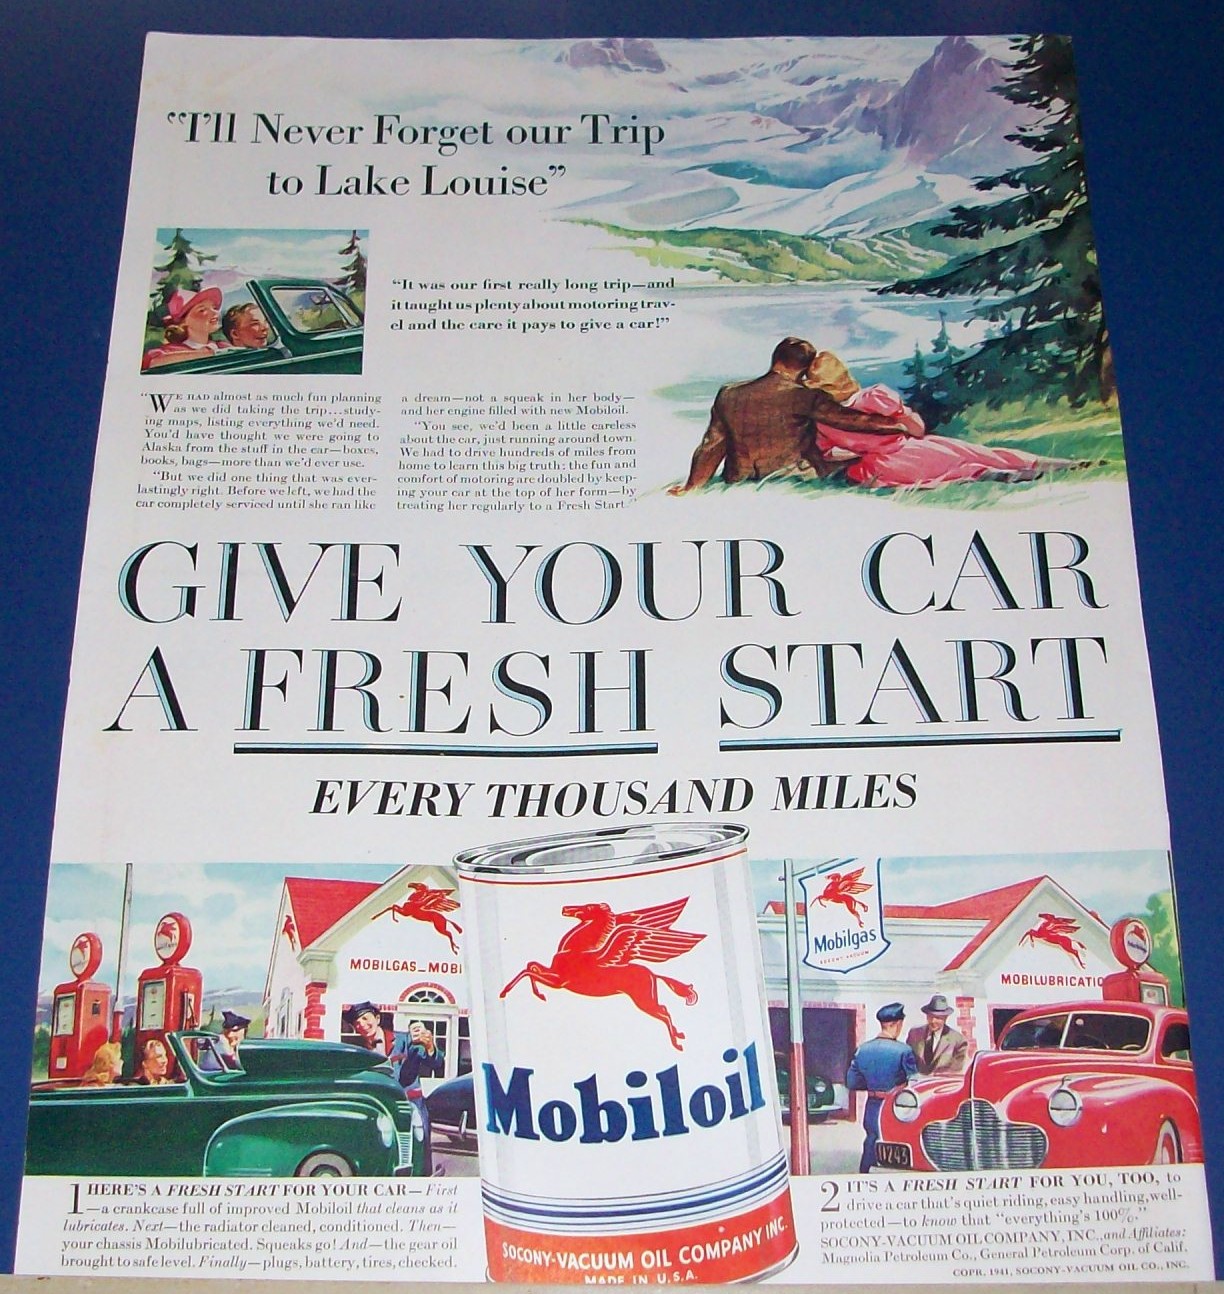 "I'll Never Forget our Trip
to Lake Louise"
"It was our first really long trip—and
it taught us plenty about motoring trav-
el and the care it pays to give a car!"
"WE HAD almost as much fun planning
as we did taking the trip...study-
ing maps, listing everything we'd need.
You'd have thought we were going to
Alaska from the stuff in the car—boxes,
books, bags—more than we'd ever use.
"But we did one thing that was ever-
lastingly right. Before we left, we had the
car completely serviced until she ran like
a dream—not a squeak in her body—
and her engine filled with new Mobiloil.
"You see, we'd been a little careless
about the car, just running around town.
We had to drive hundreds of miles from
home to learn this big truth: the fun and
comfort of motoring are doubled by keep-
ing your car at the top of her form—by
treating her regularly to a Fresh Start."
GIVE YOUR CAR
A FRESH START
EVERY THOUSAND MILES
MOBILGAS_MOBI
Mobilgas
SOCONY-VACUUM
MOBILUBRICATIO
Mobiloil
SOCONY-VACUUM OIL COMPANY INC.
MADE IN U.S.A.
11243
1 HERE'S A FRESH START FOR YOUR CAR—First
—a crankcase full of improved Mobiloil that cleans as it
lubricates. Next—the radiator cleaned, conditioned. Then—
your chassis Mobilubricated. Squeaks go! And—the gear oil
brought to safe level. Finally—plugs, battery, tires, checked.
2 IT'S A FRESH START FOR YOU, TOO, to
drive a car that's quiet riding, easy handling, well-
protected—to know that "everything's 100%."
SOCONY-VACUUM OIL COMPANY, INC., and Affiliates:
Magnolia Petroleum Co., General Petroleum Corp. of Calif.
COPR. 1941, SOCONY-VACUUM OIL CO., INC.